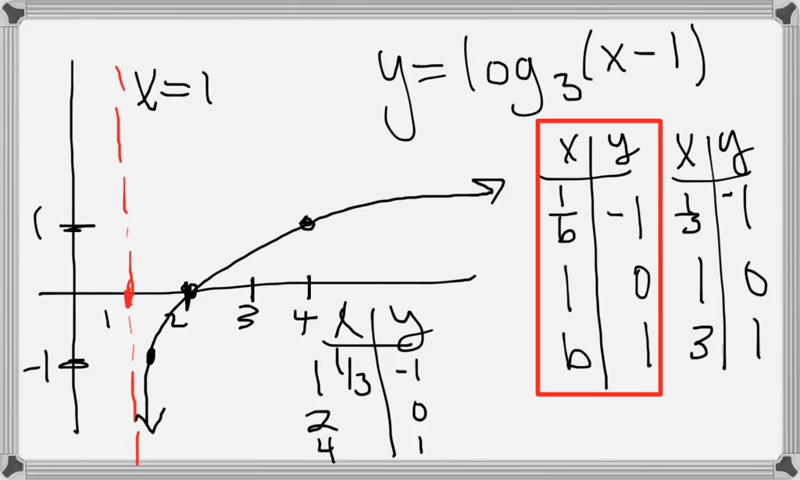 y=log₃(x-1)
x=1
x y x y
1/b -1 1/3 -1
1 0 1 0
b 1 3 1
1
1 2 3 4
-1
x y
1 1/3 -1
2 0
4 1